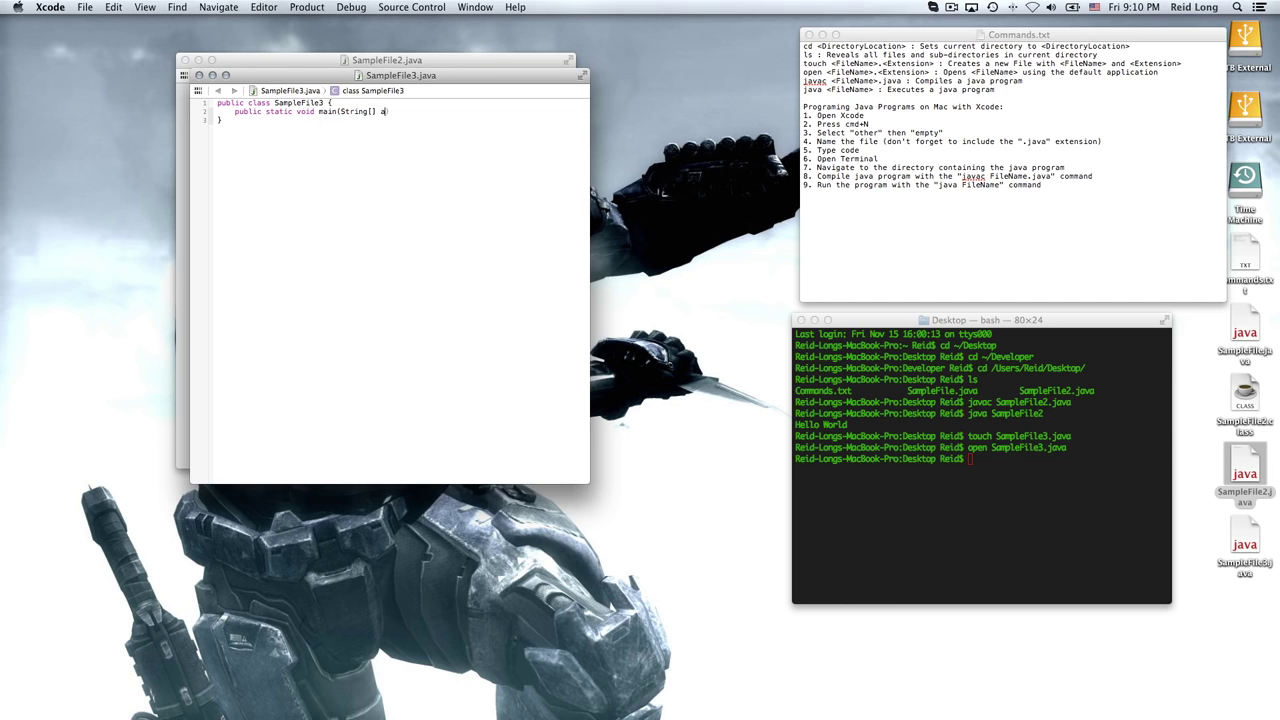 Xcode File Edit View Find Navigate Editor Product Debug Source Control Window Help Fri 9:10 PM Reid Long
SampleFile2.java
SampleFile3.java
SampleFile3.java class SampleFile3
1 public class SampleFile3 {
2 public static void main(String[] a)
3 }
Commands.txt
cd <DirectoryLocation> : Sets current directory to <DirectoryLocation>
ls : Reveals all files and sub-directories in current directory
touch <FileName>.<Extension> : Creates a new File with <FileName> and <Extension>
open <FileName>.<Extension> : Opens <FileName> using the default application
javac <FileName>.java : Compiles a java program
java <FileName> : Executes a java program
Programing Java Programs on Mac with Xcode:
1. Open Xcode
2. Press cmd+N
3. Select "other" then "empty"
4. Name the file (don't forget to include the ".java" extension)
5. Type code
6. Open Terminal
7. Navigate to the directory containing the java program
8. Compile java program with the "javac FileName.java" command
9. Run the program with the "java FileName" command
Desktop — bash — 80×24
Last login: Fri Nov 15 16:00:13 on ttys000
Reid-Longs-MacBook-Pro:~ Reid$ cd ~/Desktop
Reid-Longs-MacBook-Pro:Desktop Reid$ cd ~/Developer
Reid-Longs-MacBook-Pro:Developer Reid$ cd /Users/Reid/Desktop/
Reid-Longs-MacBook-Pro:Desktop Reid$ ls
Commands.txt SampleFile.java SampleFile2.java
Reid-Longs-MacBook-Pro:Desktop Reid$ javac SampleFile2.java
Reid-Longs-MacBook-Pro:Desktop Reid$ java SampleFile2
Hello World
Reid-Longs-MacBook-Pro:Desktop Reid$ touch SampleFile3.java
Reid-Longs-MacBook-Pro:Desktop Reid$ open SampleFile3.java
Reid-Longs-MacBook-Pro:Desktop Reid$
TB External
TB External
Time
Machine
TXT
ommands.tx
t
java
SampleFile.ja
va
CLASS
SampleFile2.c
lass
java
SampleFile2.j
ava
java
SampleFile3.j
ava